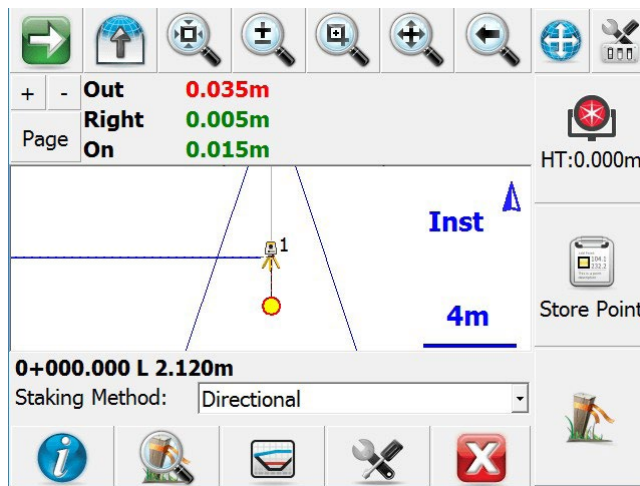 + - Out 0.035m
Right 0.005m
Page
On 0.015m
HT:0.000m
1
Inst
4m
Store Point
0+000.000 L 2.120m
Staking Method: Directional